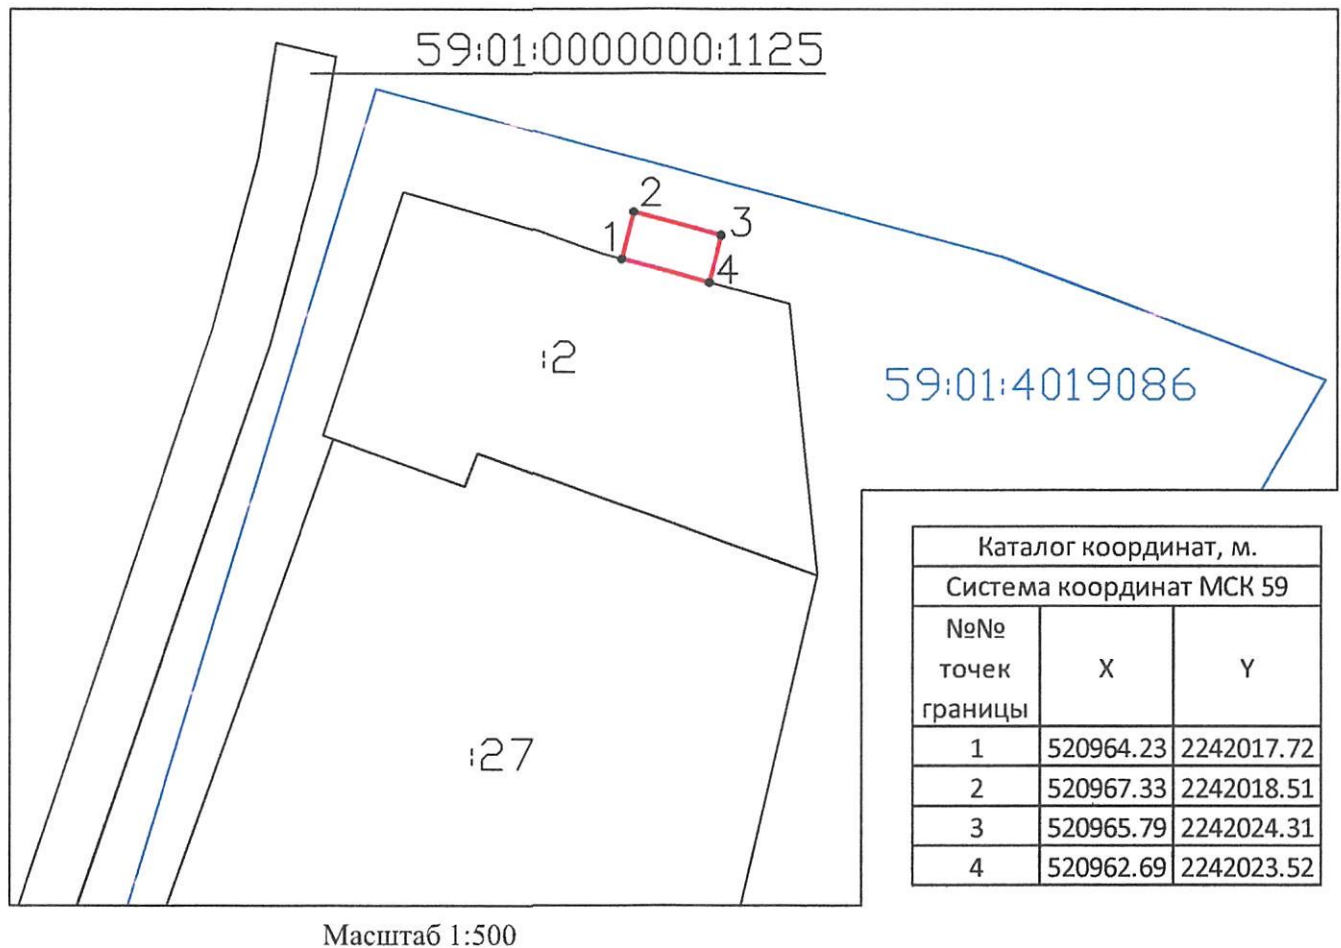 59:01:0000000:1125
2
3
1
4
:2
59:01:4019086
:27
Каталог координат, м.
Система координат МСК 59
№№ точек границы X Y
1 520964.23 2242017.72
2 520967.33 2242018.51
3 520965.79 2242024.31
4 520962.69 2242023.52
Масштаб 1:500